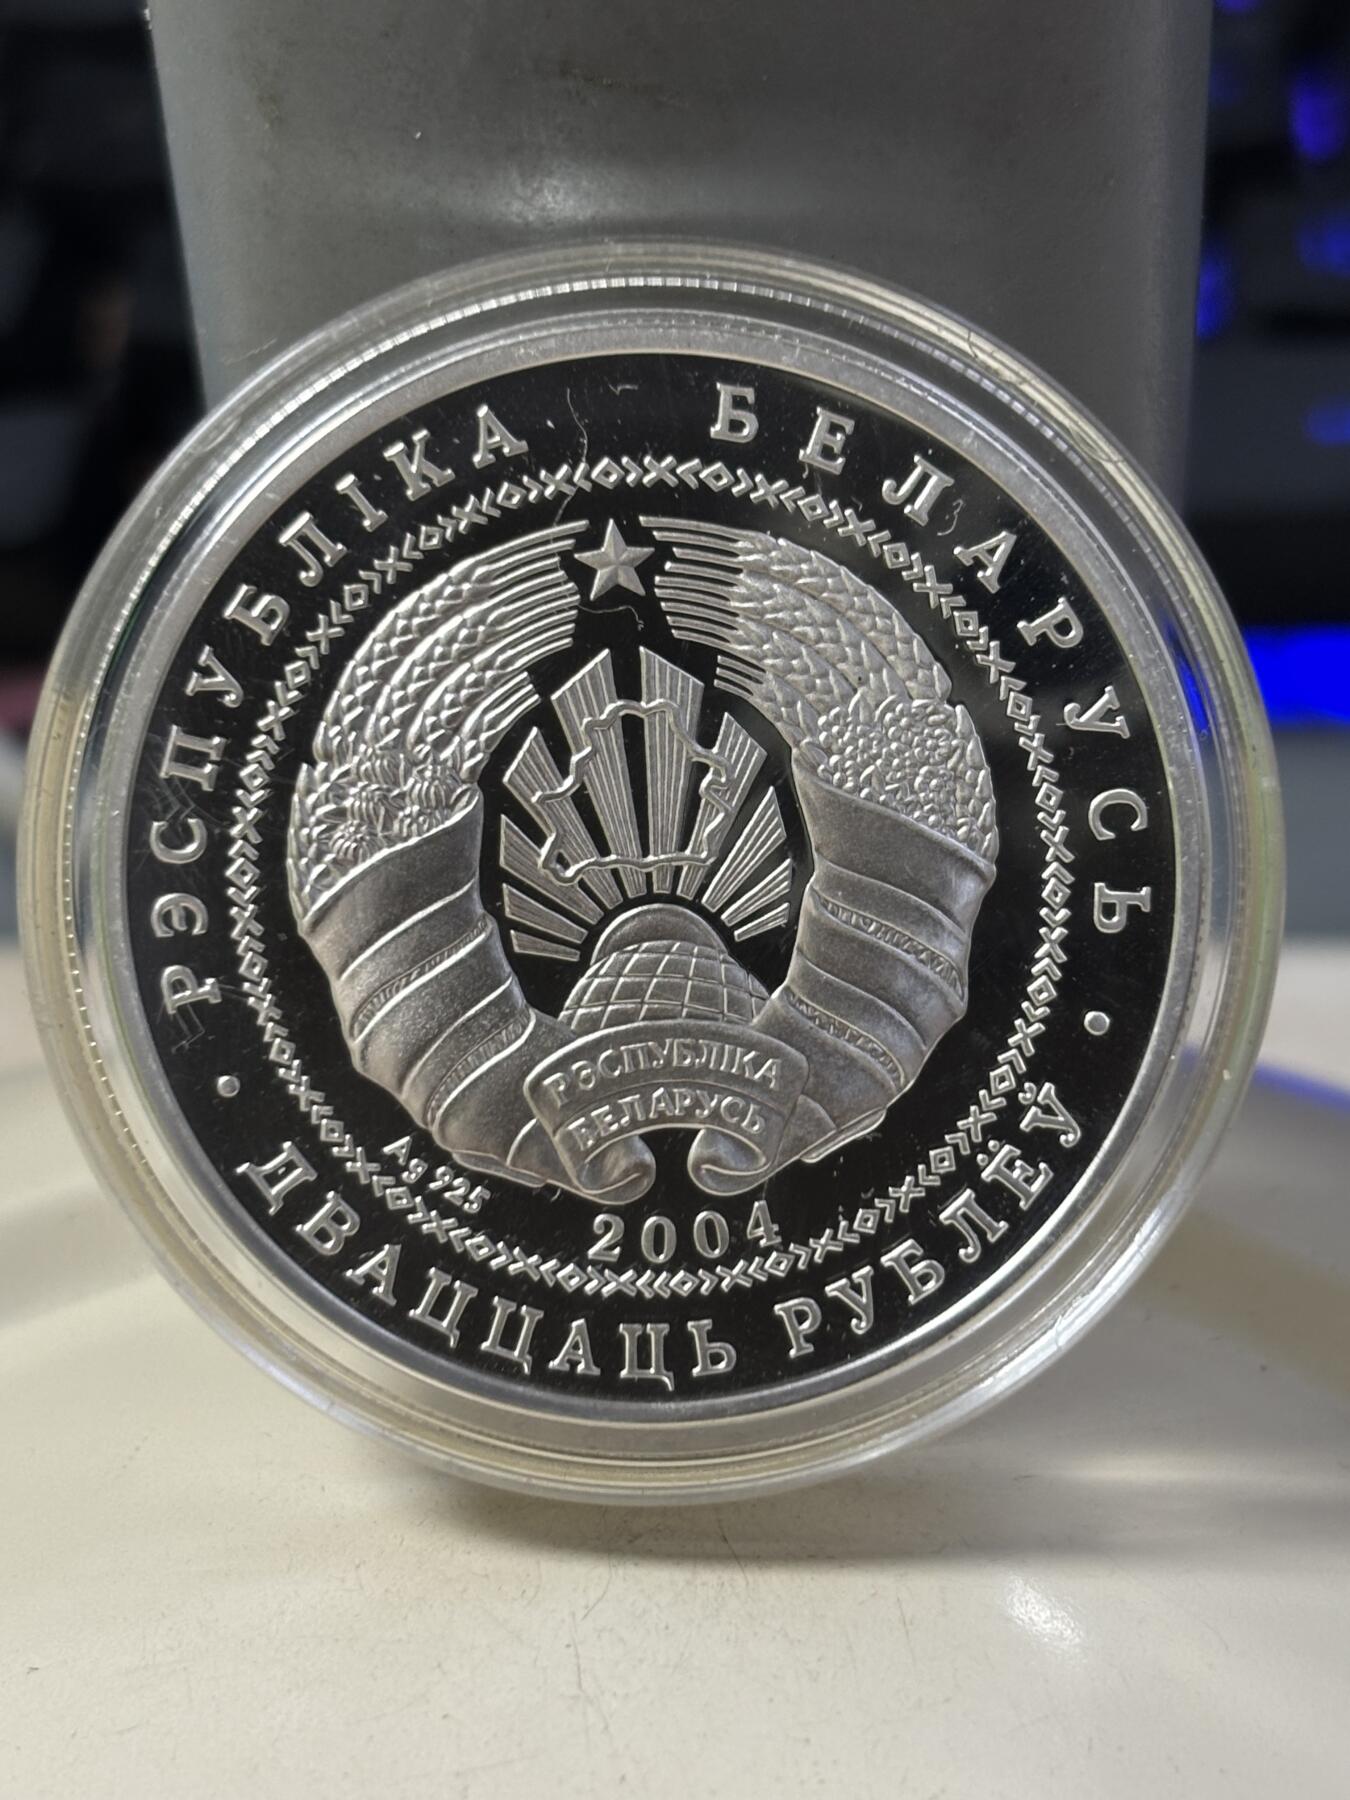 РЭСПУБЛІКА БЕЛАРУСЬ
РЭСПУБЛІКА
БЕЛАРУСЬ
Ag 925
2004
ДВАЦЦАЦЬ РУБЛЁЎ